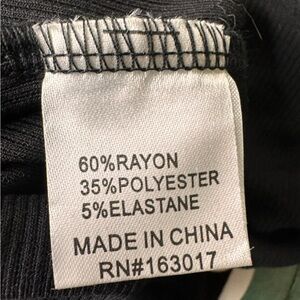 60%RAYON
35%POLYESTER
5%ELASTANE
MADE IN CHINA
RN#163017